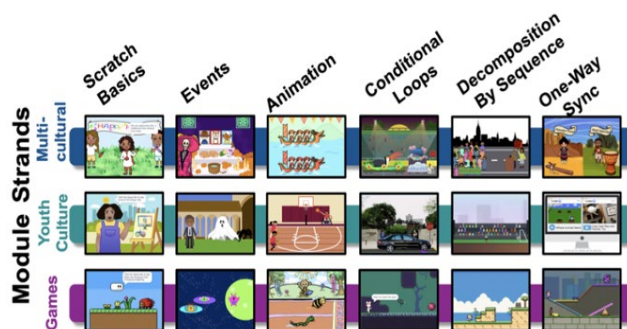 Scratch
Basics
Events
Animation
Conditional
Loops
Decomposition
By Sequence
One-Way
Sync
Module Strands
Multi-
cultural
Youth
Culture
Games